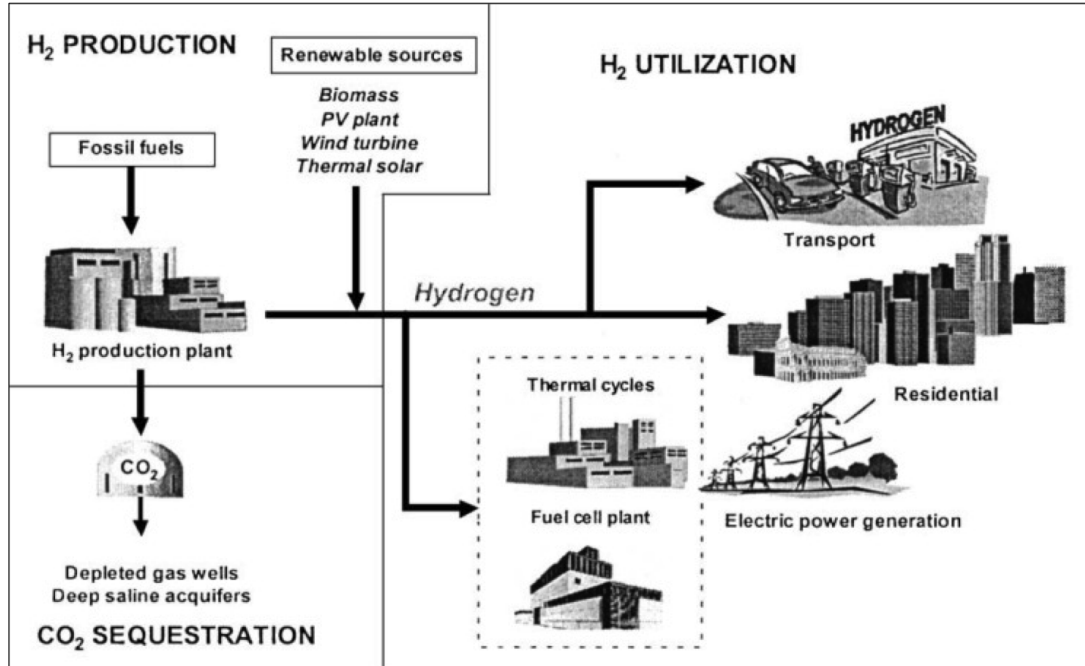 H₂ PRODUCTION
Renewable sources
Biomass
PV plant
Wind turbine
Thermal solar
Fossil fuels
H₂ production plant
CO₂
Depleted gas wells
Deep saline acquifers
CO₂ SEQUESTRATION
H₂ UTILIZATION
HYDROGEN
Transport
Hydrogen
Residential
Thermal cycles
Fuel cell plant
Electric power generation